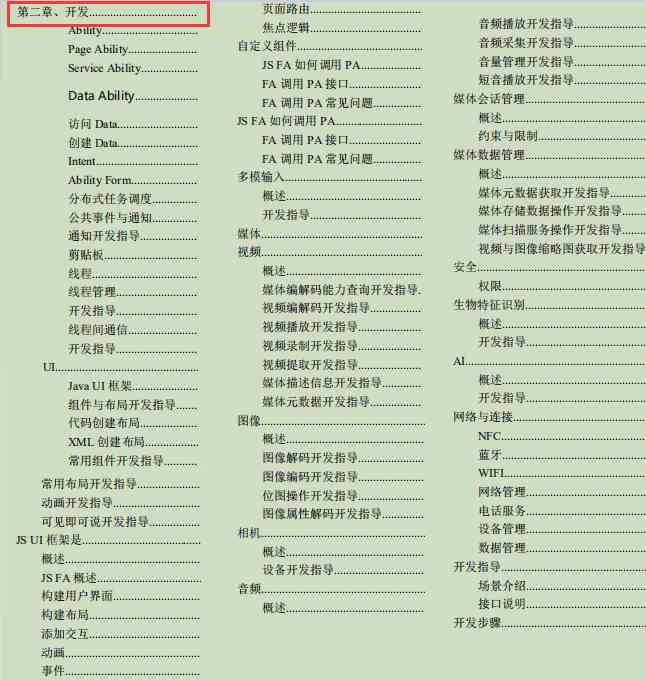 第二章、开发
Ability
Page Ability
Service Ability
Data Ability
访问 Data
创建 Data
Intent
Ability Form
分布式任务调度
公共事件与通知
通知开发指导
剪贴板
线程
线程管理
开发指导
线程间通信
开发指导
UI
Java UI 框架
组件与布局开发指导
代码创建布局
XML 创建布局
常用组件开发指导
常用布局开发指导
动画开发指导
可见即可说开发指导
JS UI 框架是
概述
JS FA 概述
构建用户界面
构建布局
添加交互
动画
事件
页面路由
焦点逻辑
自定义组件
JS FA 如何调用 PA
FA 调用 PA 接口
FA 调用 PA 常见问题
JS FA 如何调用 PA
FA 调用 PA 接口
FA 调用 PA 常见问题
多模输入
概述
开发指导
媒体
视频
概述
媒体编解码能力查询开发指导
视频编解码开发指导
视频播放开发指导
视频录制开发指导
视频提取开发指导
媒体描述信息开发指导
媒体元数据开发指导
图像
概述
图像解码开发指导
图像编码开发指导
位图操作开发指导
图像属性解码开发指导
相机
概述
设备开发指导
音频
概述
音频播放开发指导
音频采集开发指导
音量管理开发指导
短音播放开发指导
媒体会话管理
概述
约束与限制
媒体数据管理
概述
媒体元数据获取开发指导
媒体存储数据操作开发指导
媒体扫描服务操作开发指导
视频与图像缩略图获取开发指导
安全
权限
生物特征识别
概述
开发指导
AI
概述
开发指导
网络与连接
NFC
蓝牙
WIFI
网络管理
电话服务
设备管理
数据管理
开发指导
场景介绍
接口说明
开发步骤